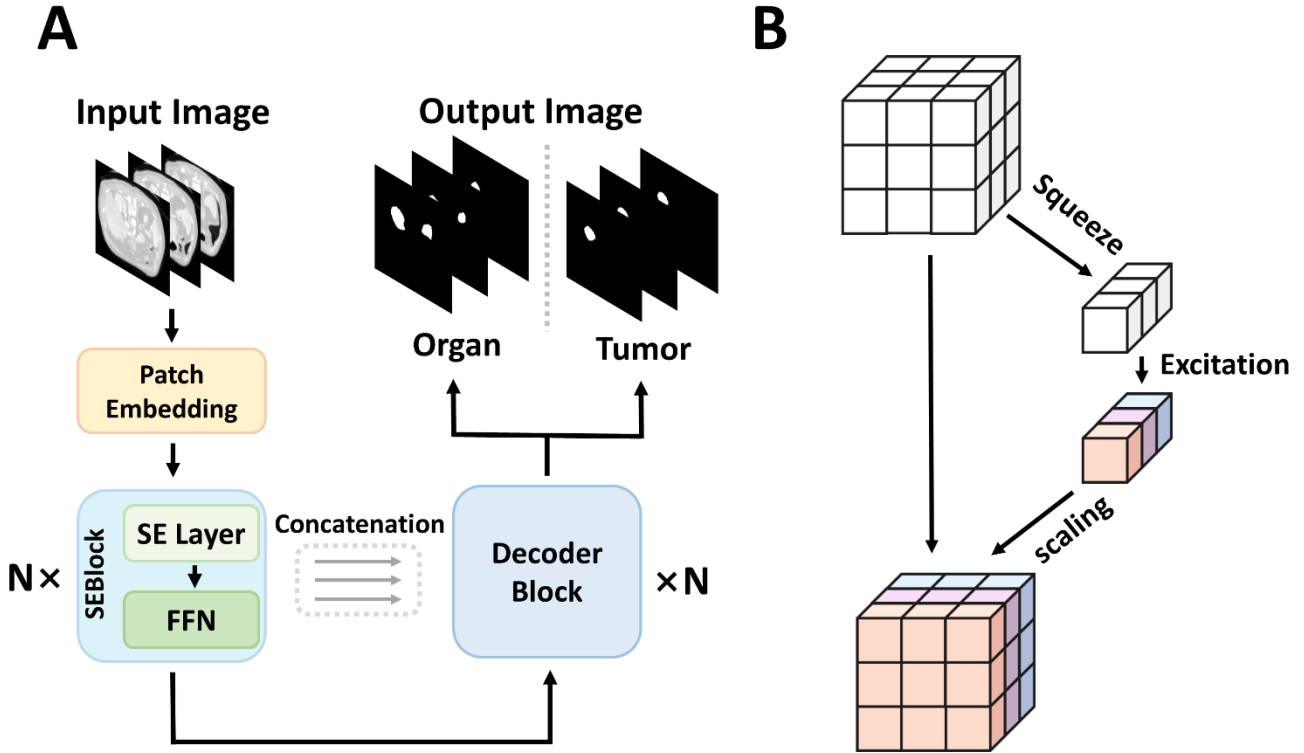 A
Input Image
Output Image
Organ
Tumor
Patch
Embedding
N×
SEBlock
SE Layer
FFN
Concatenation
Decoder
Block
×N
B
Squeeze
Excitation
scaling